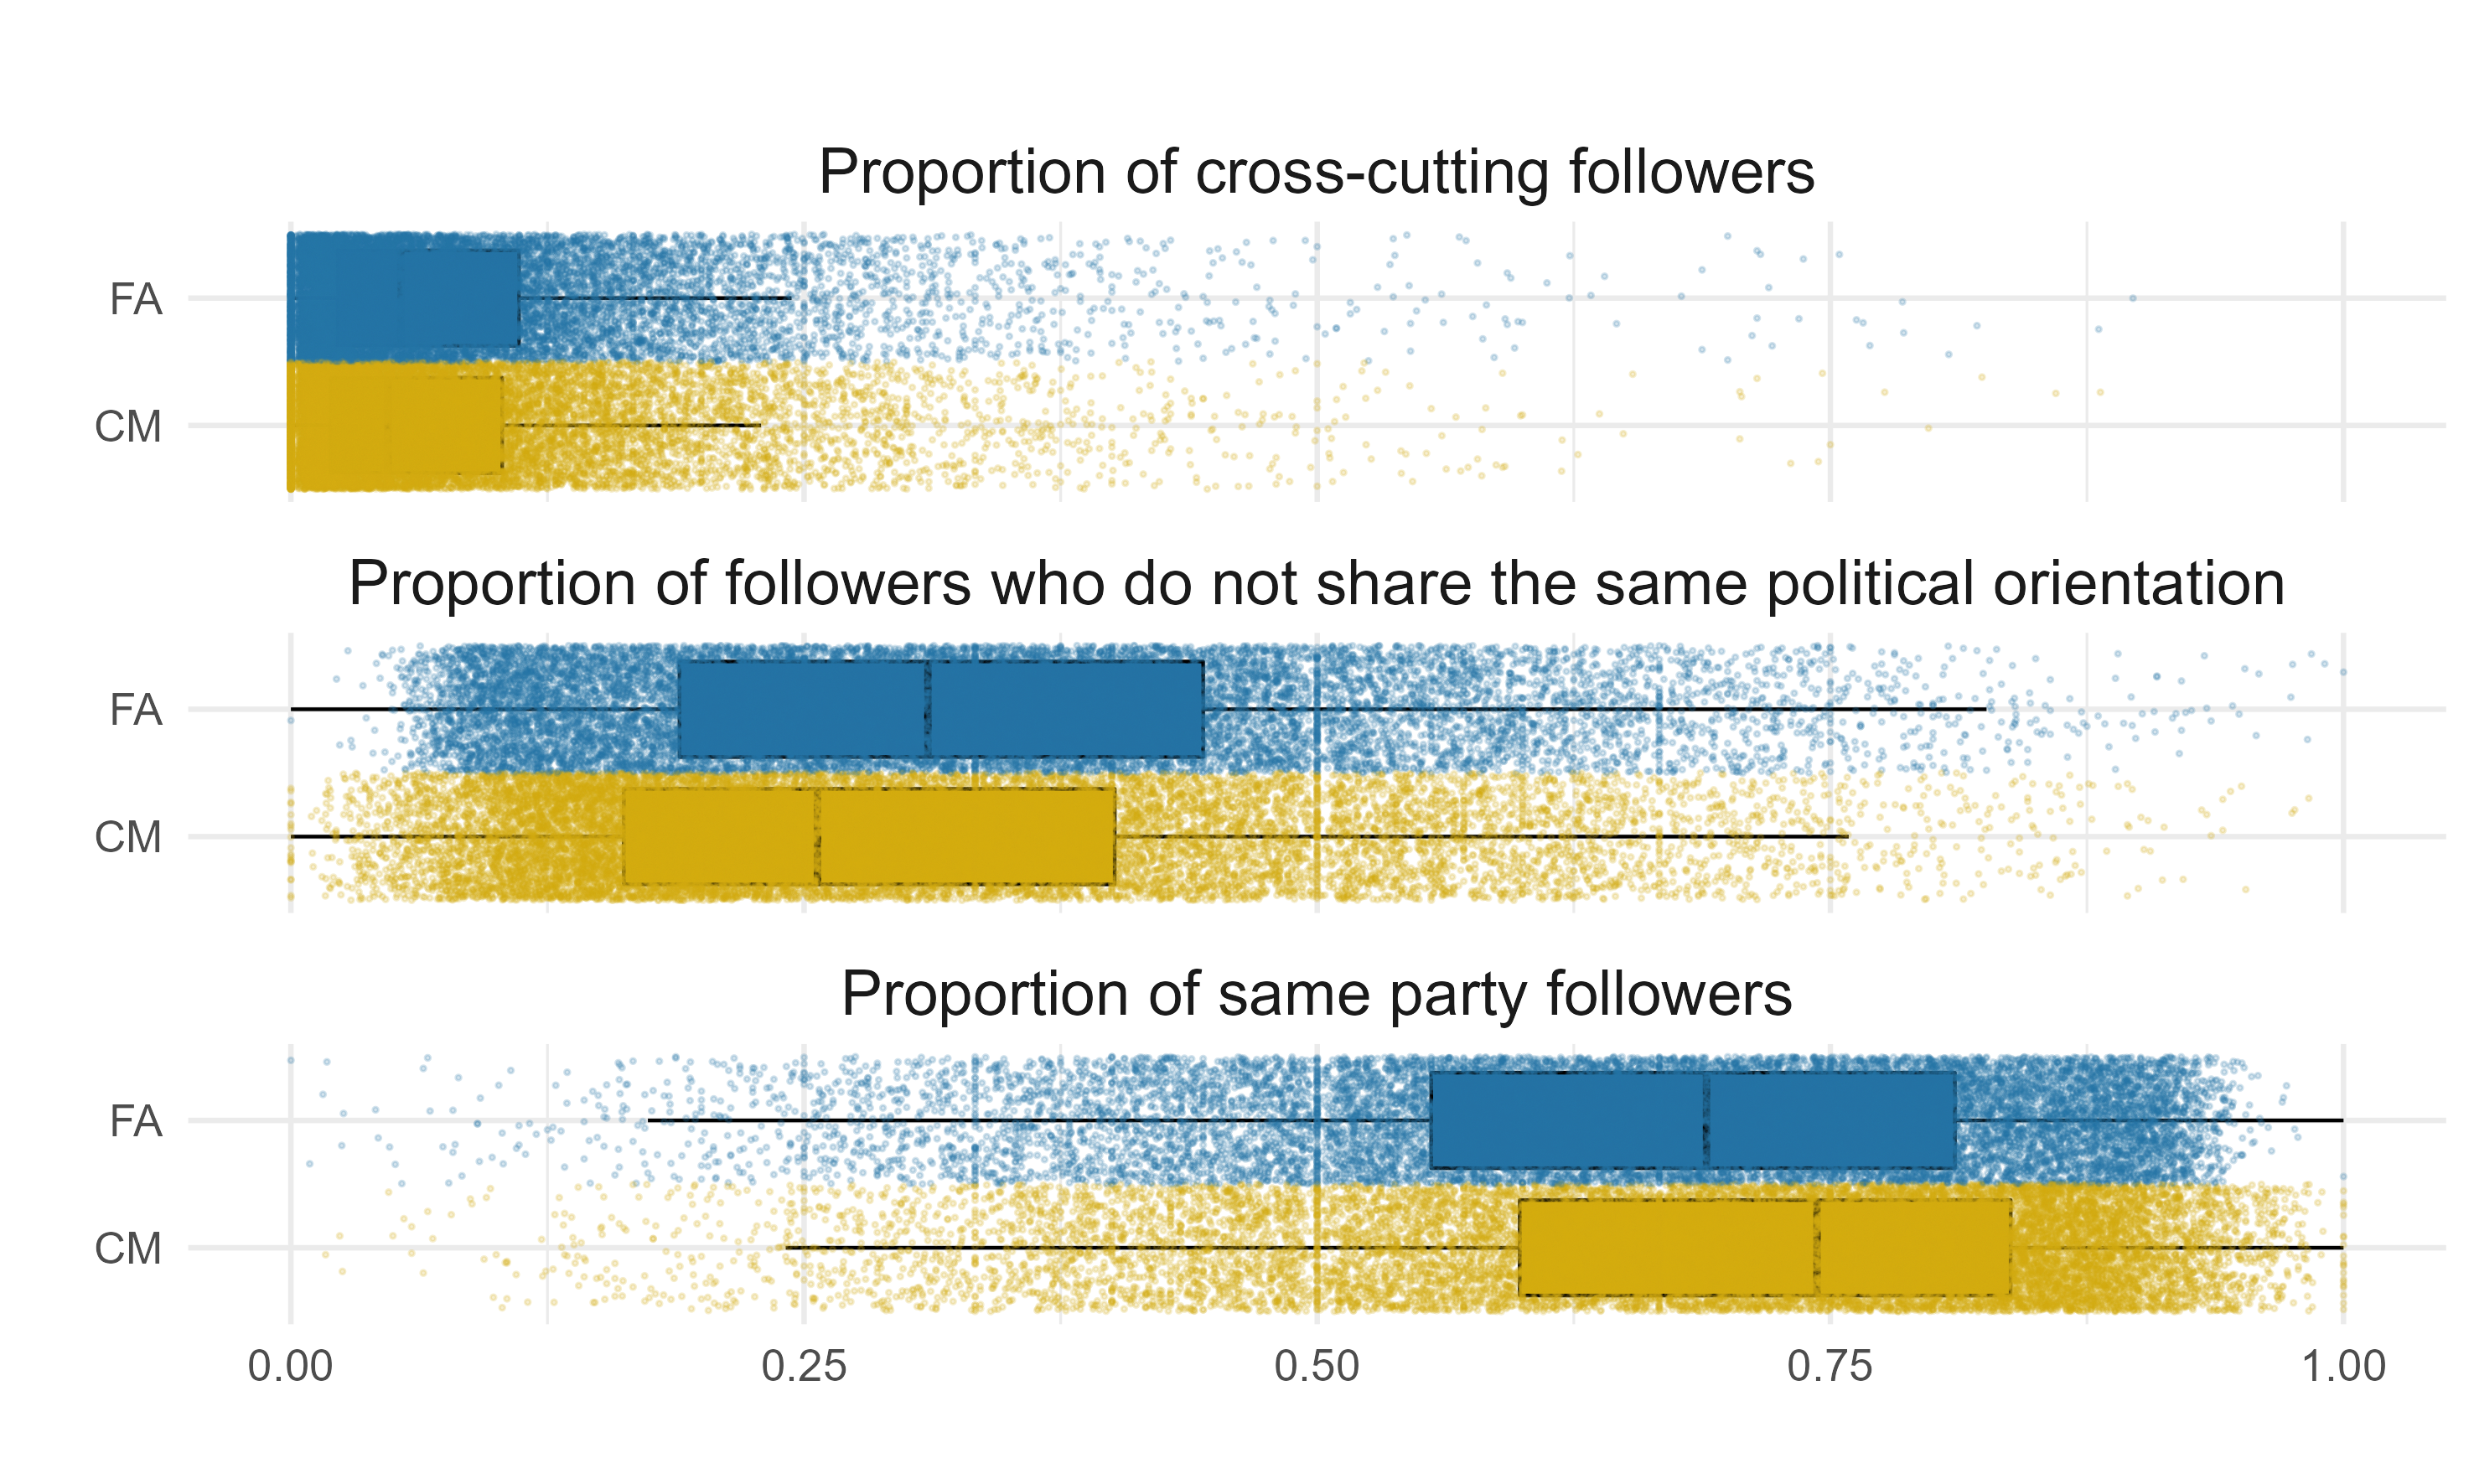 Proportion of cross-cutting followers
FA
CM
Proportion of followers who do not share the same political orientation
FA
CM
Proportion of same party followers
FA
CM
0.00 0.25 0.50 0.75 1.00